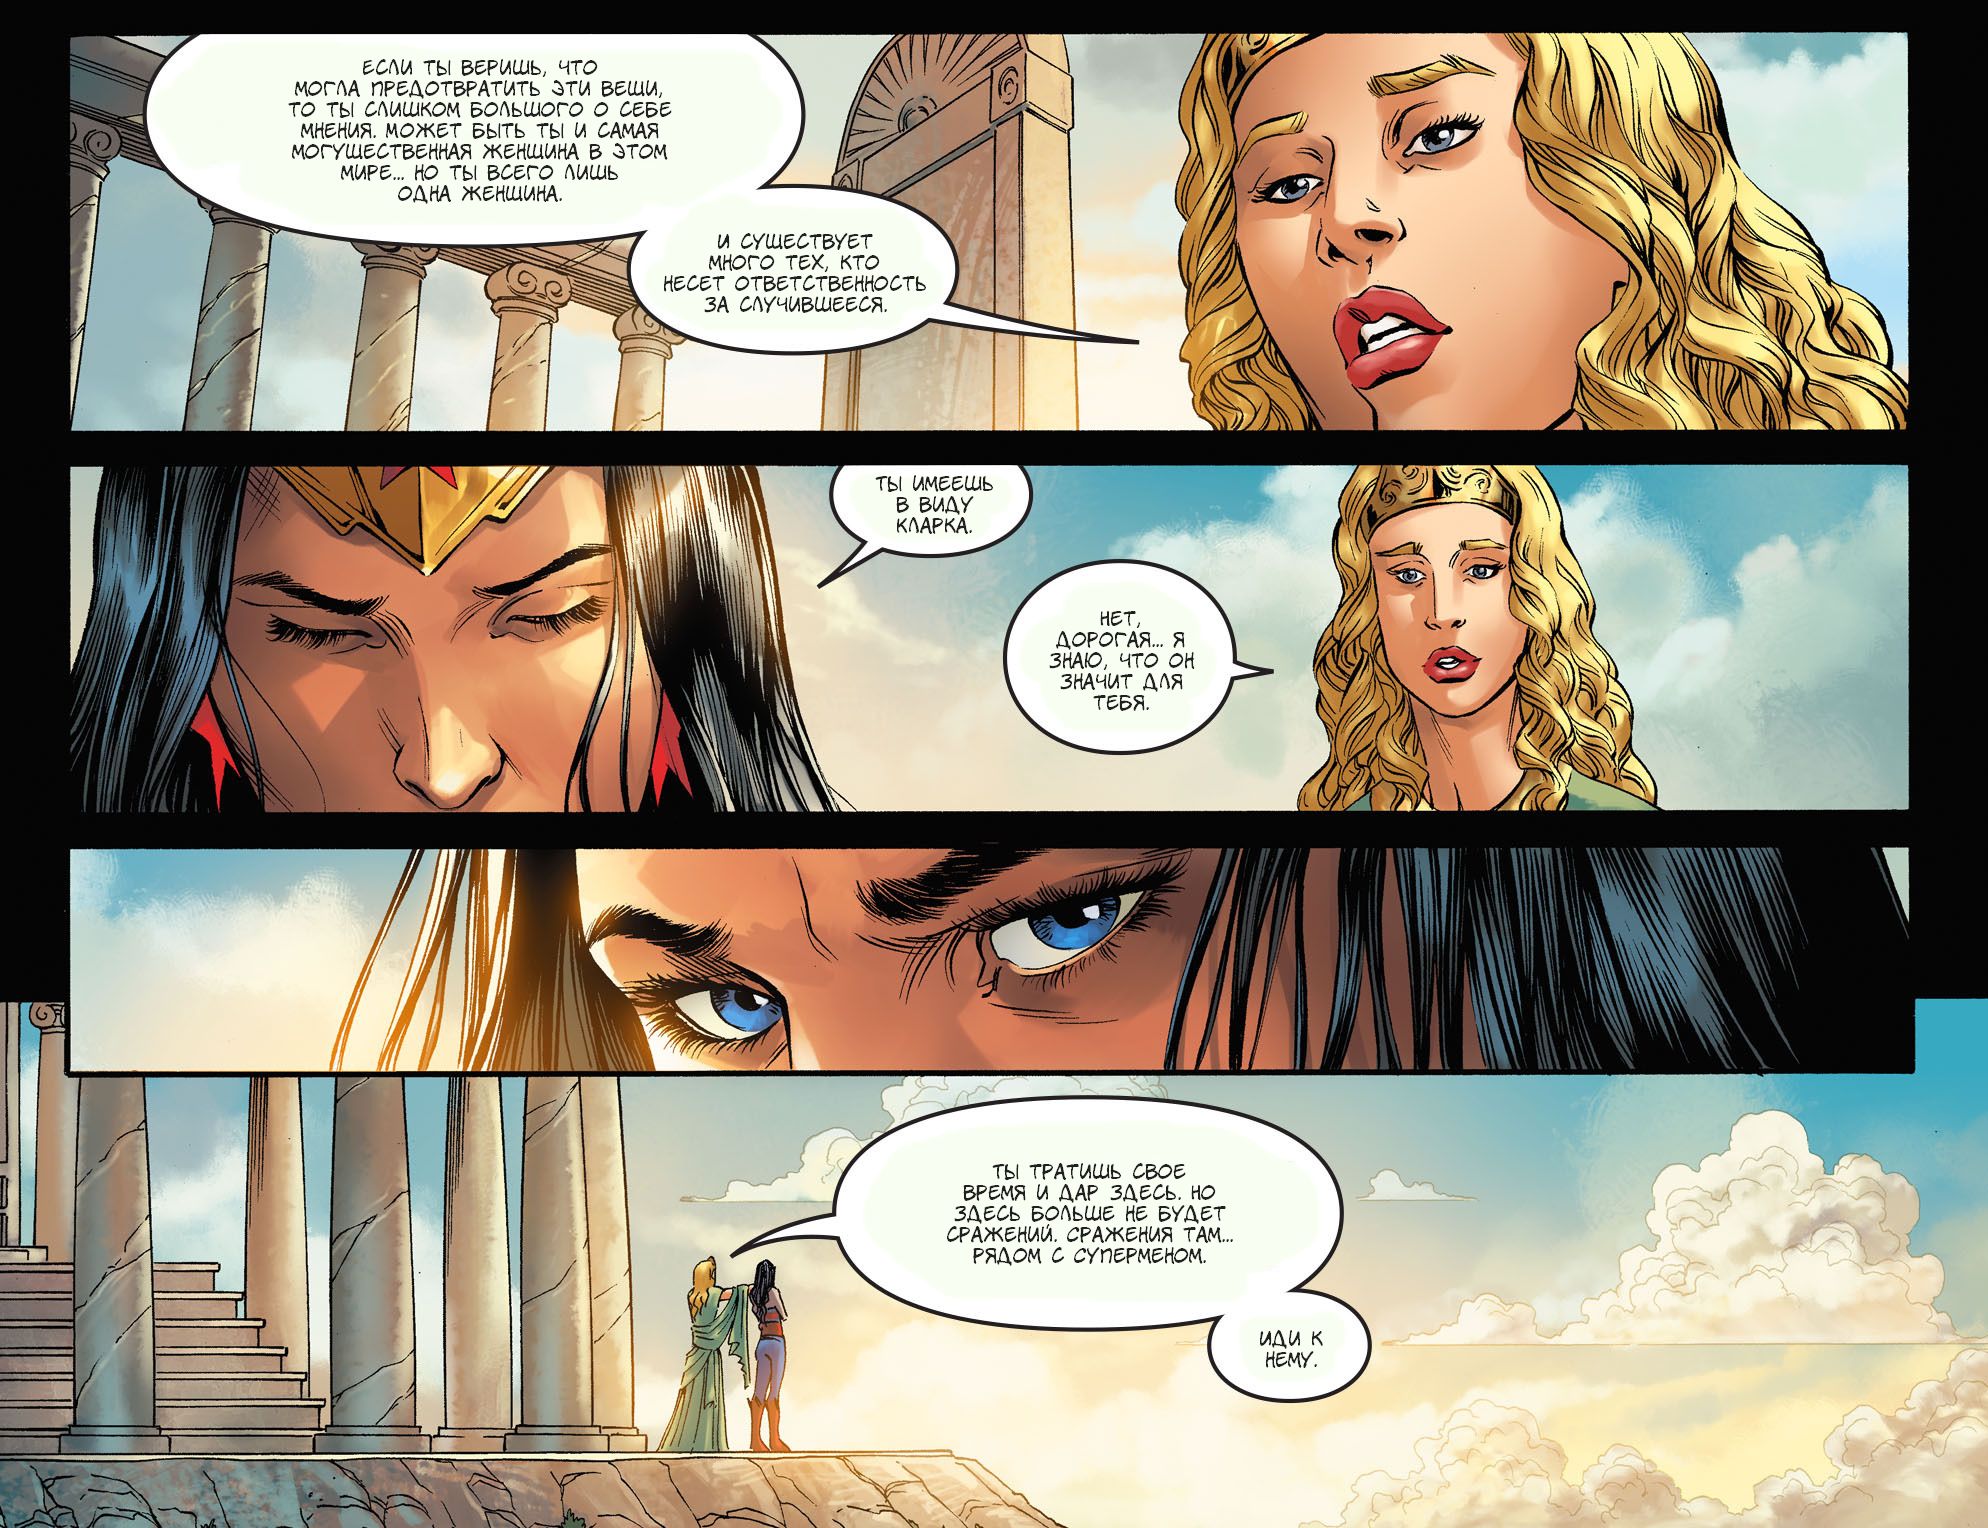 ЕСЛИ ТЫ ВЕРИШЬ, ЧТО
МОГЛА ПРЕДОТВРАТИТЬ ЭТИ ВЕЩИ,
ТО ТЫ СЛИШКОМ БОЛЬШОГО О СЕБЕ
МНЕНИЯ. МОЖЕТ БЫТЬ ТЫ И САМАЯ
МОГУЩЕСТВЕННАЯ ЖЕНЩИНА В ЭТОМ
МИРЕ... НО ТЫ ВСЕГО ЛИШЬ
ОДНА ЖЕНЩИНА.
И СУЩЕСТВУЕТ
МНОГО ТЕХ, КТО
НЕСЕТ ОТВЕТСТВЕННОСТЬ
ЗА СЛУЧИВШЕЕСЯ.
ТЫ ИМЕЕШЬ
В ВИДУ
КЛАРКА.
НЕТ,
ДОРОГАЯ... Я
ЗНАЮ, ЧТО ОН
ЗНАЧИТ ДЛЯ
ТЕБЯ.
ТЫ ТРАТИШЬ СВОЕ
ВРЕМЯ И ДАР ЗДЕСЬ. НО
ЗДЕСЬ БОЛЬШЕ НЕ БУДЕТ
СРАЖЕНИЙ. СРАЖЕНИЯ ТАМ...
РЯДОМ С СУПЕРМЕНОМ.
ИДИ К
НЕМУ.